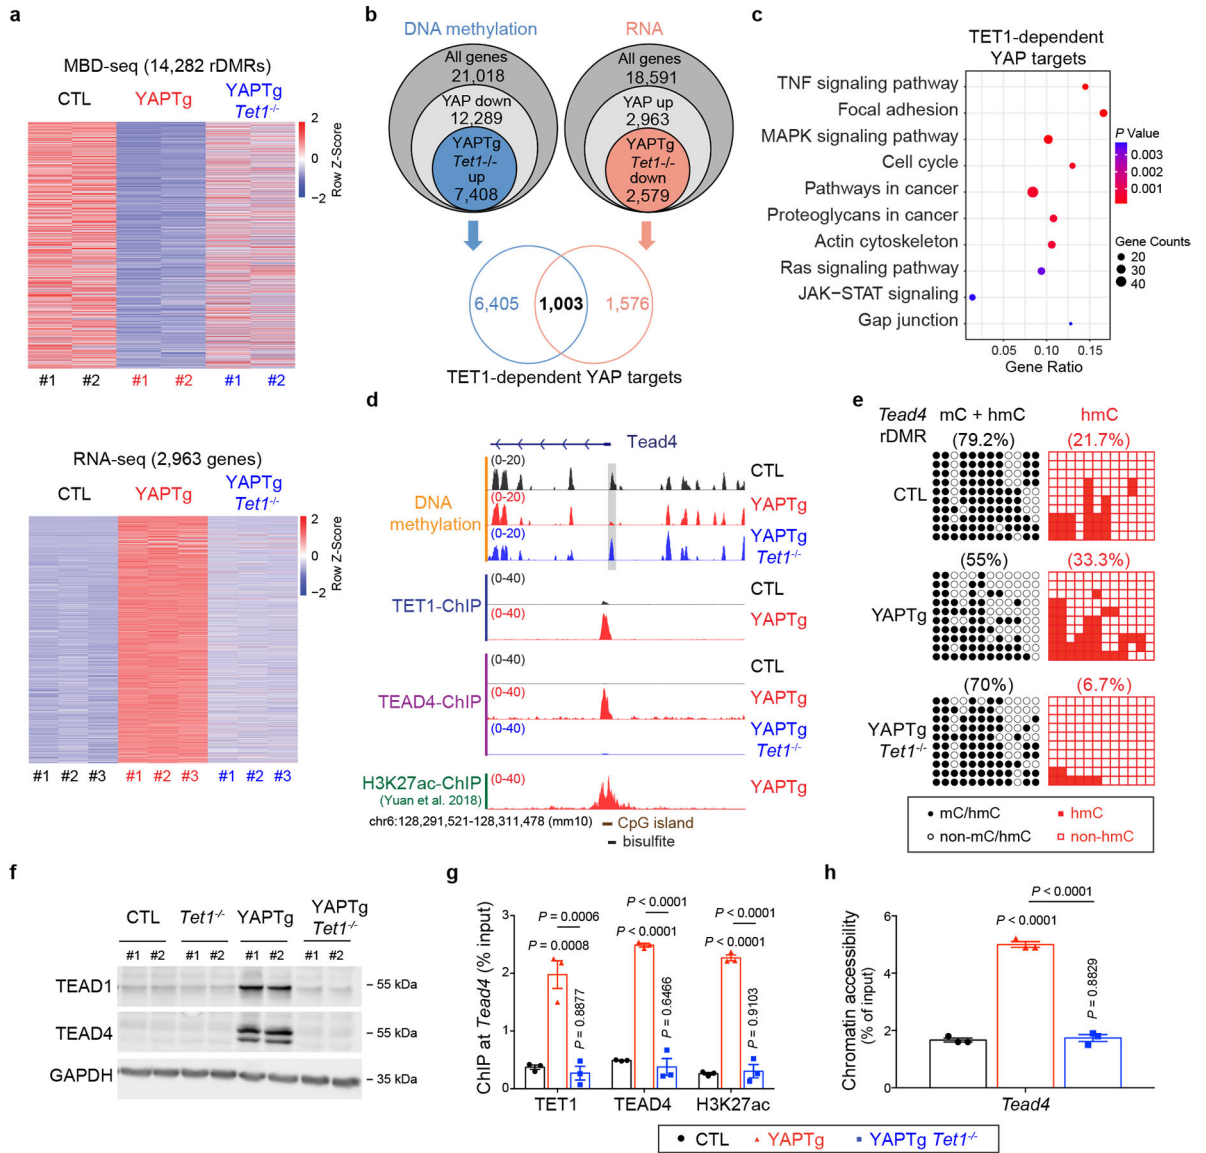 a
MBD-seq (14,282 rDMRs)
CTL
YAPTg
YAPTg
Tet1-/-
2
0
−2
Row Z-Score
#1 #2 #1 #2 #1 #2
RNA-seq (2,963 genes)
CTL
YAPTg
YAPTg
Tet1-/-
2
0
−2
Row Z-Score
#1 #2 #3 #1 #2 #3 #1 #2 #3
b
DNA methylation
RNA
All genes
21,018
YAP down
12,289
YAPTg
Tet1-/-
up
7,408
All genes
18,591
YAP up
2,963
YAPTg
Tet1-/-
down
2,579
6,405
1,003
1,576
TET1-dependent YAP targets
c
TET1-dependent
YAP targets
TNF signaling pathway
Focal adhesion
MAPK signaling pathway
Cell cycle
Pathways in cancer
Proteoglycans in cancer
Actin cytoskeleton
Ras signaling pathway
JAK−STAT signaling
Gap junction
0.05 0.10 0.15
Gene Ratio
P Value
0.003
0.002
0.001
Gene Counts
20
30
40
d
Tead4
DNA
methylation
(0-20)
CTL
(0-20)
YAPTg
(0-20)
YAPTg
Tet1-/-
TET1-ChIP
(0-40)
CTL
(0-40)
YAPTg
TEAD4-ChIP
(0-40)
CTL
(0-40)
YAPTg
(0-40)
YAPTg
Tet1-/-
H3K27ac-ChIP
(Yuan et al. 2018)
(0-40)
YAPTg
chr6:128,291,521-128,311,478 (mm10)
CpG island
bisulfite
e
Tead4
rDMR
mC + hmC
hmC
(79.2%)
(21.7%)
CTL
(55%)
(33.3%)
YAPTg
(70%)
(6.7%)
YAPTg
Tet1-/-
mC/hmC
hmC
non-mC/hmC
non-hmC
f
CTL
Tet1-/-
YAPTg
YAPTg
Tet1-/-
#1 #2 #1 #2 #1 #2 #1 #2
TEAD1
– 55 kDa
TEAD4
– 55 kDa
GAPDH
– 35 kDa
g
ChIP at Tead4 (% input)
3
2
1
0
P = 0.0006
P = 0.0008
P = 0.8877
P < 0.0001
P < 0.0001
P = 0.6466
P < 0.0001
P < 0.0001
P = 0.9103
TET1
TEAD4
H3K27ac
h
Chromatin accessibility
(% of input)
6
4
2
0
P < 0.0001
P < 0.0001
P = 0.8829
Tead4
CTL
YAPTg
YAPTg Tet1-/-